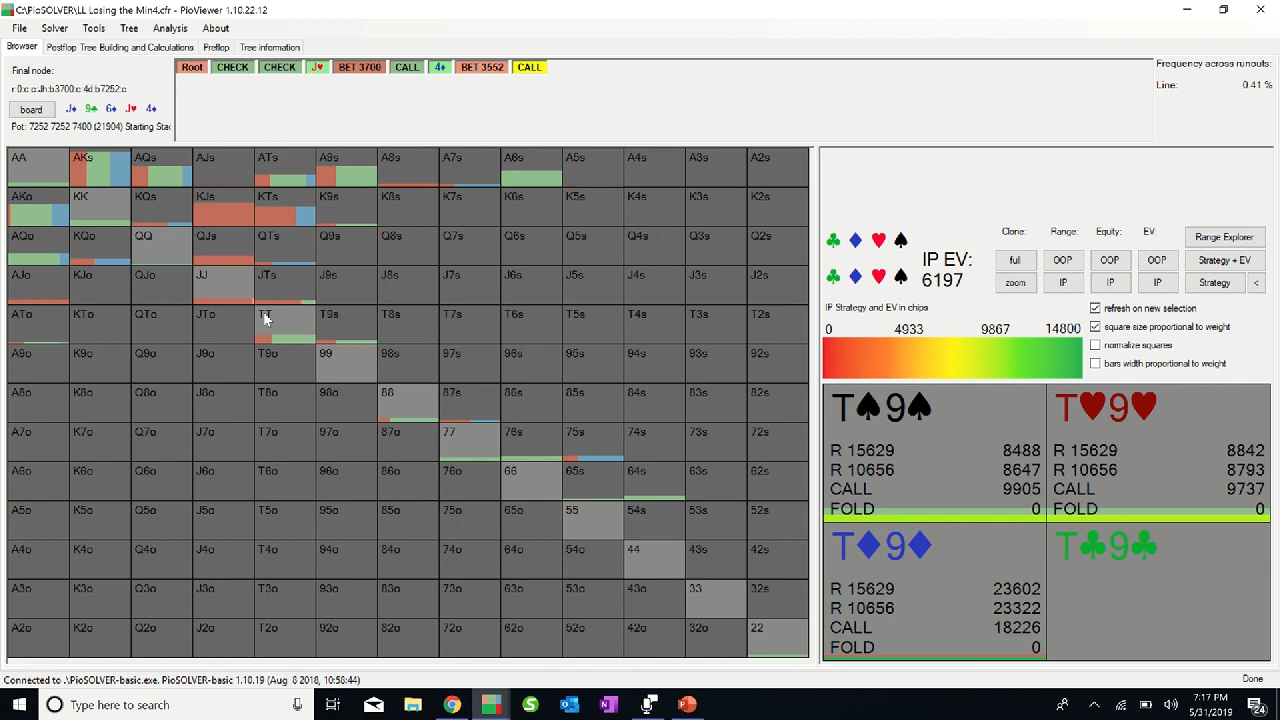 C:\PioSOLVER\LL Losing the Min4.cfr - PioViewer 1.10.22.12
File Solver Tools Tree Analysis About
Browser Postflop Tree Building and Calculations Preflop Tree information
Final node:
Root CHECK CHECK J♥ BET 3700 CALL 4♦ BET 3552 CALL
Frequency across runouts:
Line: 0.41 %
r:0:c:c:Jh:b3700:c:4d:b7252:c
board J♦ 9♣ 6♦ J♥ 4♦
Pot: 7252 7252 7400 (21904) Starting Stac
AA AKs AQs AJs ATs A9s A8s A7s A6s A5s A4s A3s A2s
AKo KK KQs KJs KTs K9s K8s K7s K6s K5s K4s K3s K2s
AQo KQo QQ QJs QTs Q9s Q8s Q7s Q6s Q5s Q4s Q3s Q2s
AJo KJo QJo JJ JTs J9s J8s J7s J6s J5s J4s J3s J2s
ATo KTo QTo JTo TT T9s T8s T7s T6s T5s T4s T3s T2s
A9o K9o Q9o J9o T9o 99 98s 97s 96s 95s 94s 93s 92s
A8o K8o Q8o J8o T8o 98o 88 87s 86s 85s 84s 83s 82s
A7o K7o Q7o J7o T7o 97o 87o 77 76s 75s 74s 73s 72s
A6o K6o Q6o J6o T6o 96o 86o 76o 66 65s 64s 63s 62s
A5o K5o Q5o J5o T5o 95o 85o 75o 65o 55 54s 53s 52s
A4o K4o Q4o J4o T4o 94o 84o 74o 64o 54o 44 43s 42s
A3o K3o Q3o J3o T3o 93o 83o 73o 63o 53o 43o 33 32s
A2o K2o Q2o J2o T2o 92o 82o 72o 62o 52o 42o 32o 22
♣ ♦ ♥ ♠
♣ ♦ ♥ ♠
IP EV:
6197
Clone: Range: Equity: EV:
full OOP OOP OOP
zoom IP IP IP
Range Explorer
Strategy + EV
Strategy <
IP Strategy and EV in chips
0 4933 9867 14800
refresh on new selection
square size proportional to weight
normalize squares
bars width proportional to weight
T♠9♠
R 15629 8488
R 10656 8647
CALL 9905
FOLD 0
T♥9♥
R 15629 8842
R 10656 8793
CALL 9737
FOLD 0
T♦9♦
R 15629 23602
R 10656 23322
CALL 18226
FOLD 0
T♣9♣
Connected to .\PioSOLVER-basic.exe. PioSOLVER-basic 1.10.19 (Aug 8 2018, 10:58:44)
Done
Type here to search
7:17 PM
5/31/2019
24